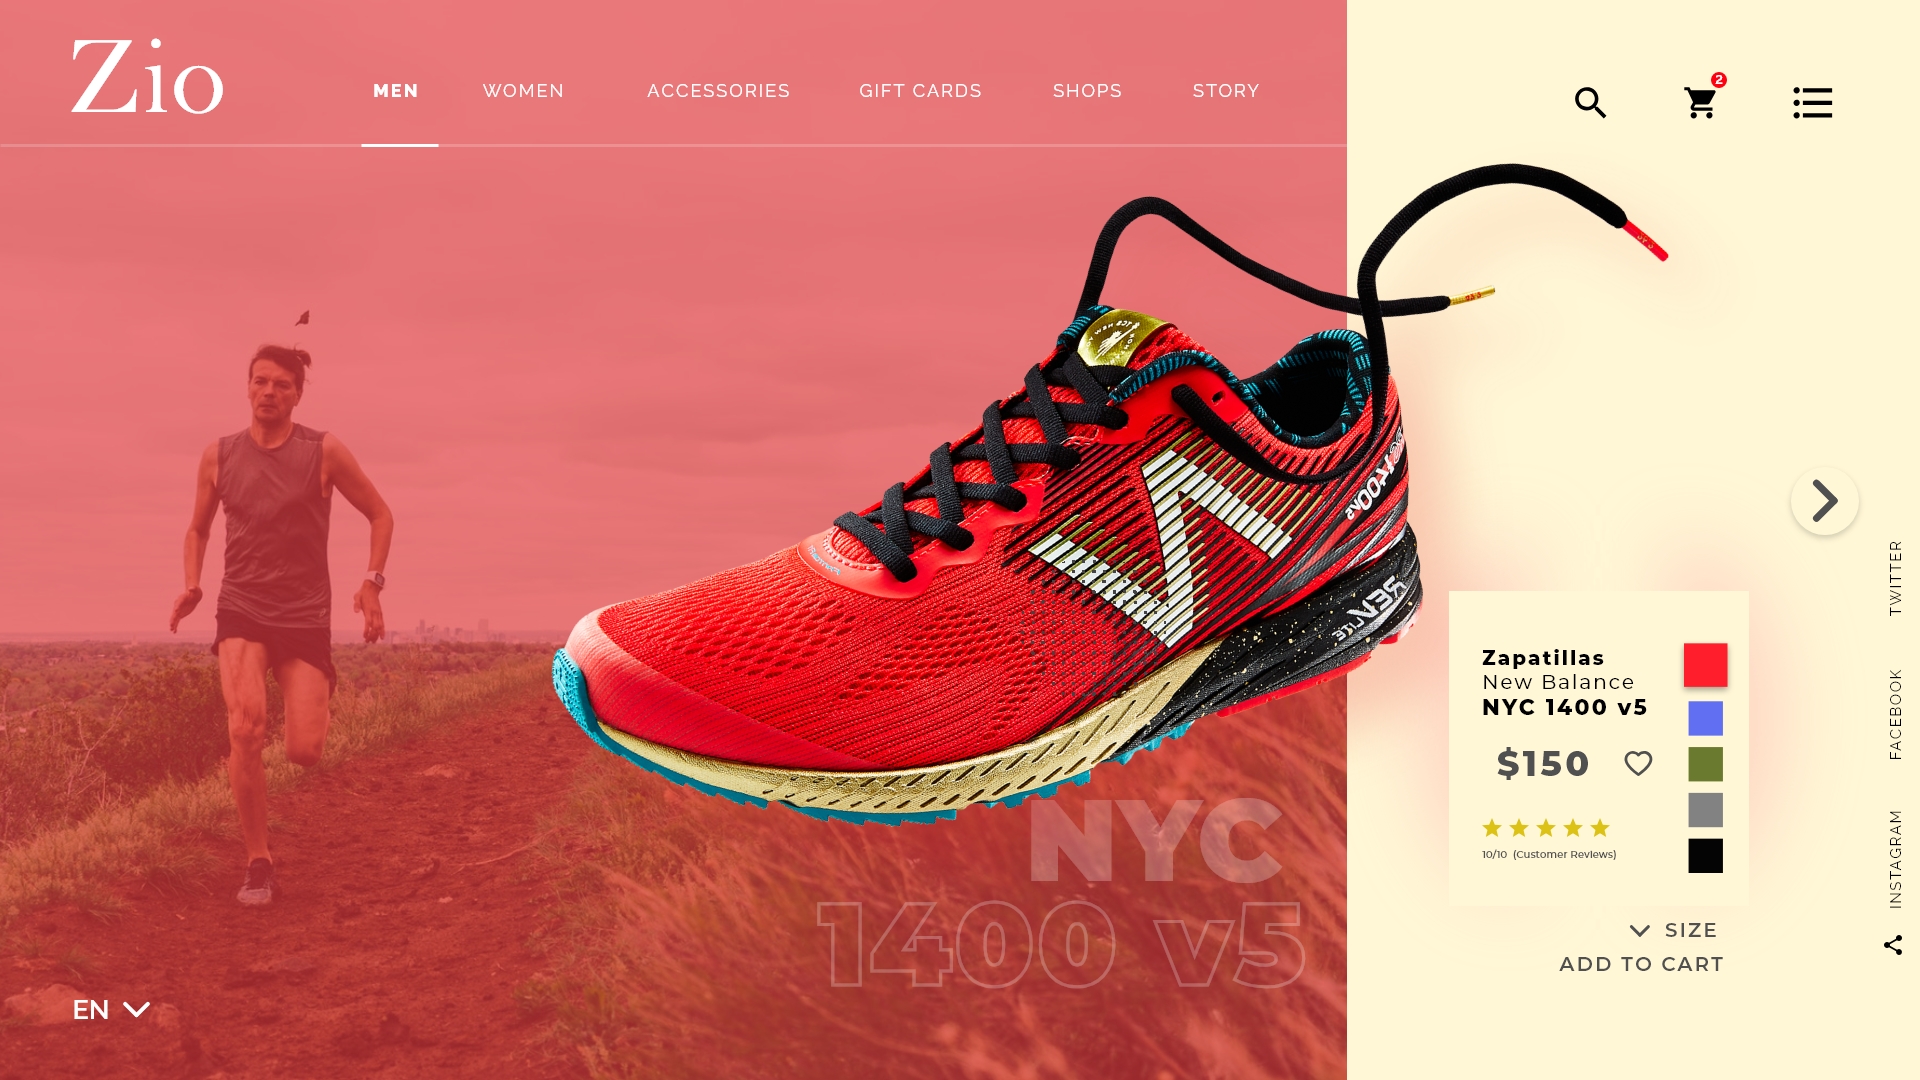 Zio
MEN
WOMEN
ACCESSORIES
GIFT CARDS
SHOPS
STORY
2
TWITTER
FACEBOOK
INSTAGRAM
Zapatillas
New Balance
NYC 1400 v5
$150
10/10 (Customer Reviews)
SIZE
ADD TO CART
NYC
1400 v5
EN